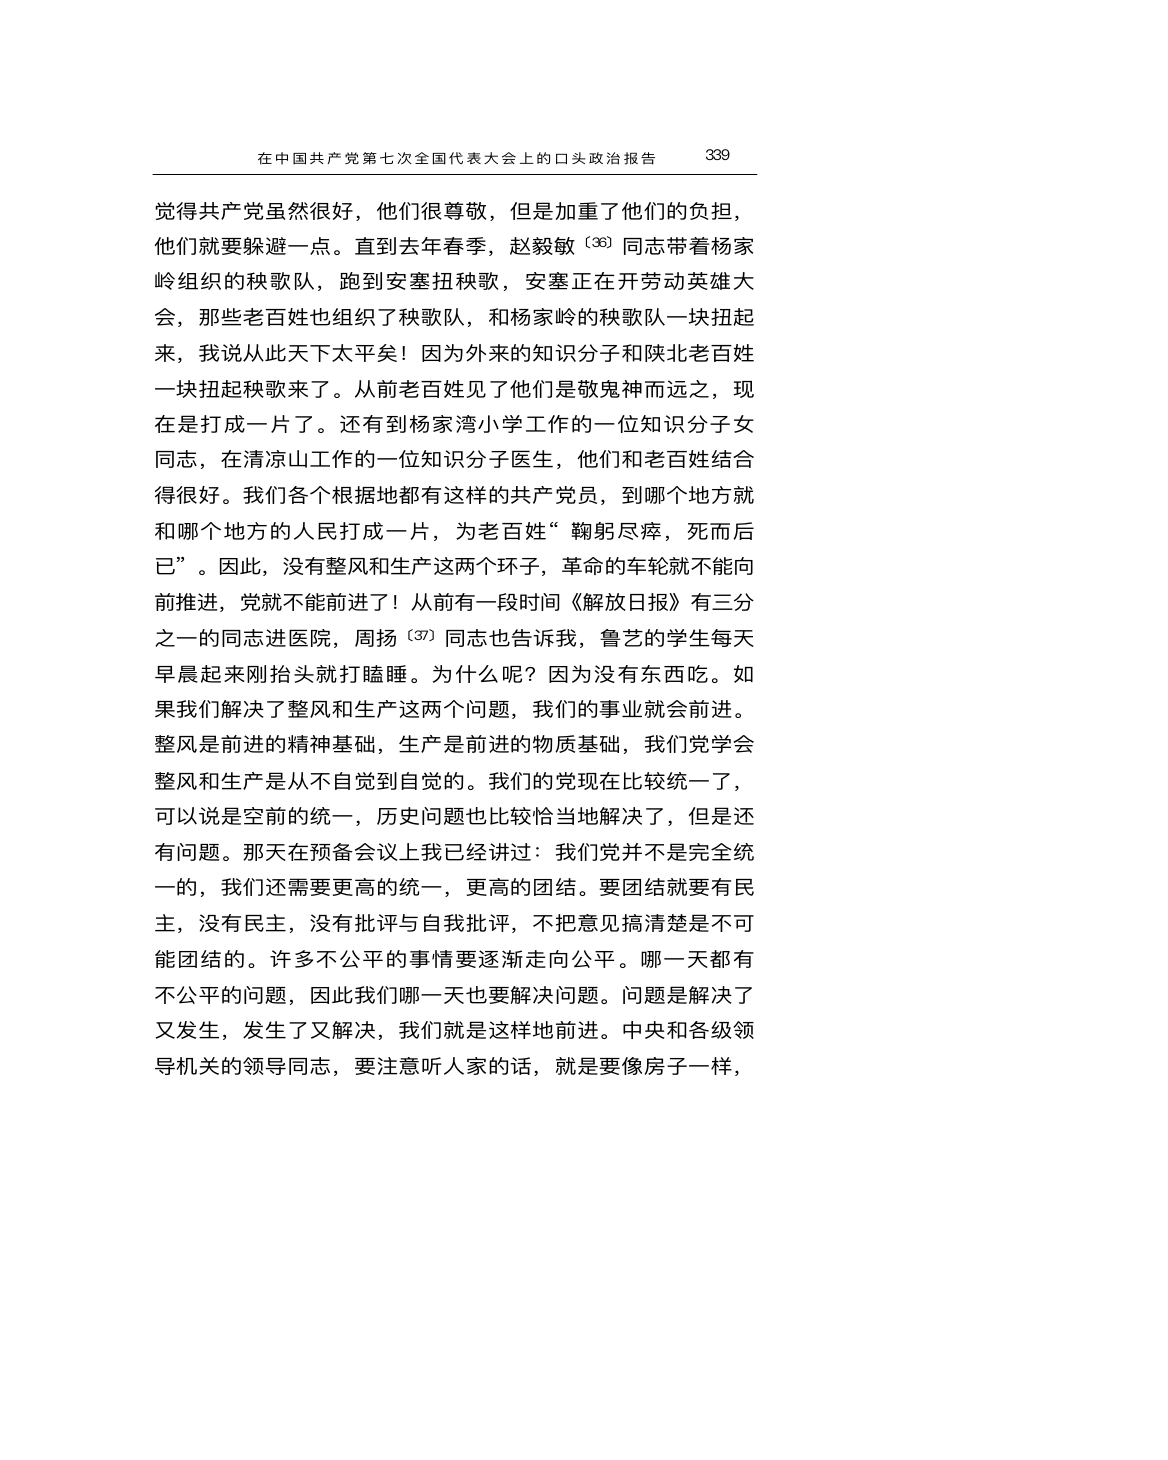 在中国共产党第七次全国代表大会上的口头政治报告 339
觉得共产党虽然很好，他们很尊敬，但是加重了他们的负担，
他们就要躲避一点。直到去年春季，赵毅敏〔36〕同志带着杨家
岭组织的秧歌队，跑到安塞扭秧歌，安塞正在开劳动英雄大
会，那些老百姓也组织了秧歌队，和杨家岭的秧歌队一块扭起
来，我说从此天下太平矣！因为外来的知识分子和陕北老百姓
一块扭起秧歌来了。从前老百姓见了他们是敬鬼神而远之，现
在是打成一片了。还有到杨家湾小学工作的一位知识分子女
同志，在清凉山工作的一位知识分子医生，他们和老百姓结合
得很好。我们各个根据地都有这样的共产党员，到哪个地方就
和哪个地方的人民打成一片，为老百姓“鞠躬尽瘁，死而后
已”。因此，没有整风和生产这两个环子，革命的车轮就不能向
前推进，党就不能前进了！从前有一段时间《解放日报》有三分
之一的同志进医院，周扬〔37〕同志也告诉我，鲁艺的学生每天
早晨起来刚抬头就打瞌睡。为什么呢？因为没有东西吃。如
果我们解决了整风和生产这两个问题，我们的事业就会前进。
整风是前进的精神基础，生产是前进的物质基础，我们党学会
整风和生产是从不自觉到自觉的。我们的党现在比较统一了，
可以说是空前的统一，历史问题也比较恰当地解决了，但是还
有问题。那天在预备会议上我已经讲过：我们党并不是完全统
一的，我们还需要更高的统一，更高的团结。要团结就要有民
主，没有民主，没有批评与自我批评，不把意见搞清楚是不可
能团结的。许多不公平的事情要逐渐走向公平。哪一天都有
不公平的问题，因此我们哪一天也要解决问题。问题是解决了
又发生，发生了又解决，我们就是这样地前进。中央和各级领
导机关的领导同志，要注意听人家的话，就是要像房子一样，